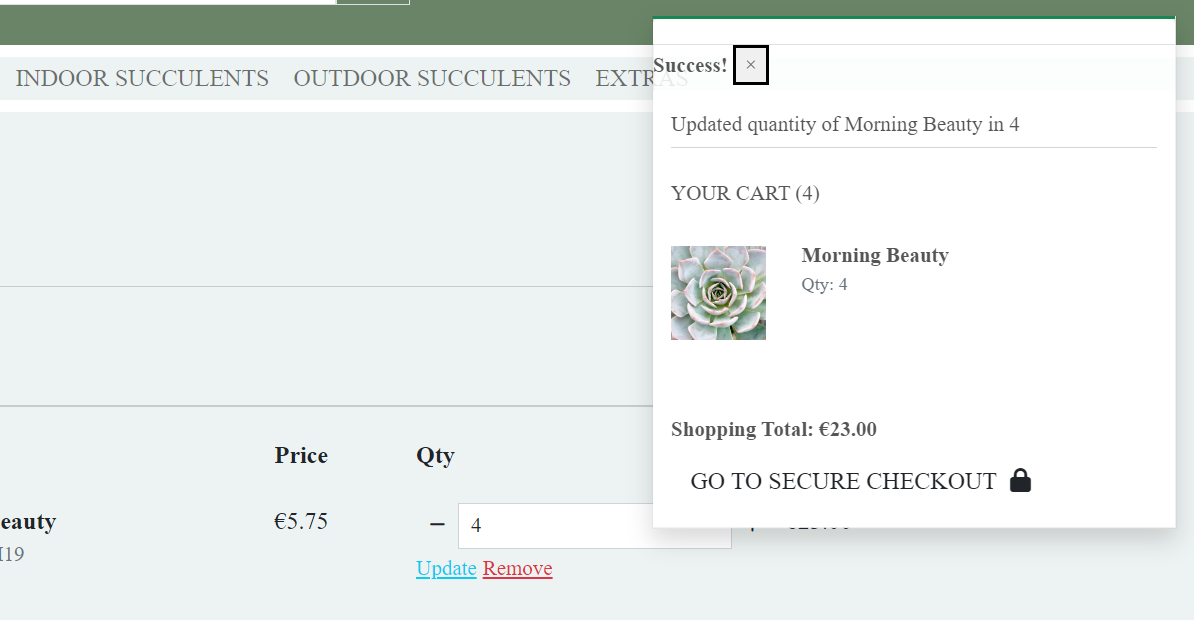 INDOOR SUCCULENTS OUTDOOR SUCCULENTS EXTRAS
Success! ×
Updated quantity of Morning Beauty in 4
YOUR CART (4)
Morning Beauty
Qty: 4
Shopping Total: €23.00
GO TO SECURE CHECKOUT
Price Qty
eauty €5.75 − 4
19
Update Remove